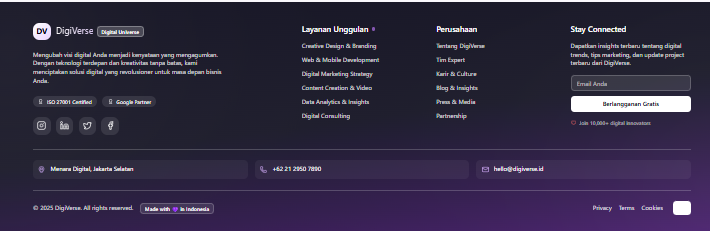 DV DigiVerse Digital Universe
Mengubah visi digital Anda menjadi kenyataan yang mengagumkan.
Dengan teknologi terdepan dan kreativitas tanpa batas, kami
menciptakan solusi digital yang revolusioner untuk masa depan bisnis
Anda.
ISO 27001 Certified
Google Partner
Layanan Unggulan
Creative Design & Branding
Web & Mobile Development
Digital Marketing Strategy
Content Creation & Video
Data Analytics & Insights
Digital Consulting
Perusahaan
Tentang DigiVerse
Tim Expert
Karir & Culture
Blog & Insights
Press & Media
Partnership
Stay Connected
Dapatkan insights terbaru tentang digital
trends, tips marketing, dan update project
terbaru dari DigiVerse.
Email Anda
Berlangganan Gratis
Join 10,000+ digital innovators
Menara Digital, Jakarta Selatan
+62 21 2950 7890
hello@digiverse.id
© 2025 DigiVerse. All rights reserved.
Made with 💜 in Indonesia
Privacy Terms Cookies